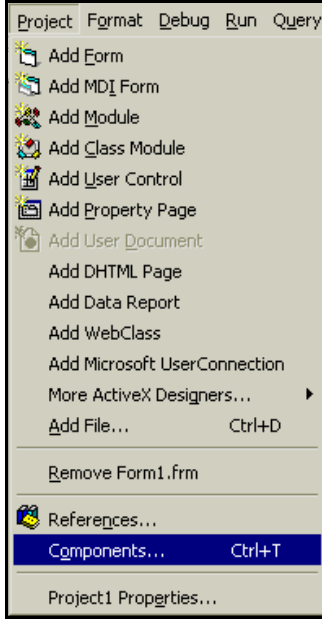 Project Format Debug Run Query
Add Form
Add MDI Form
Add Module
Add Class Module
Add User Control
Add Property Page
Add User Document
Add DHTML Page
Add Data Report
Add WebClass
Add Microsoft UserConnection
More ActiveX Designers...
Add File... Ctrl+D
Remove Form1.frm
References...
Components... Ctrl+T
Project1 Properties...